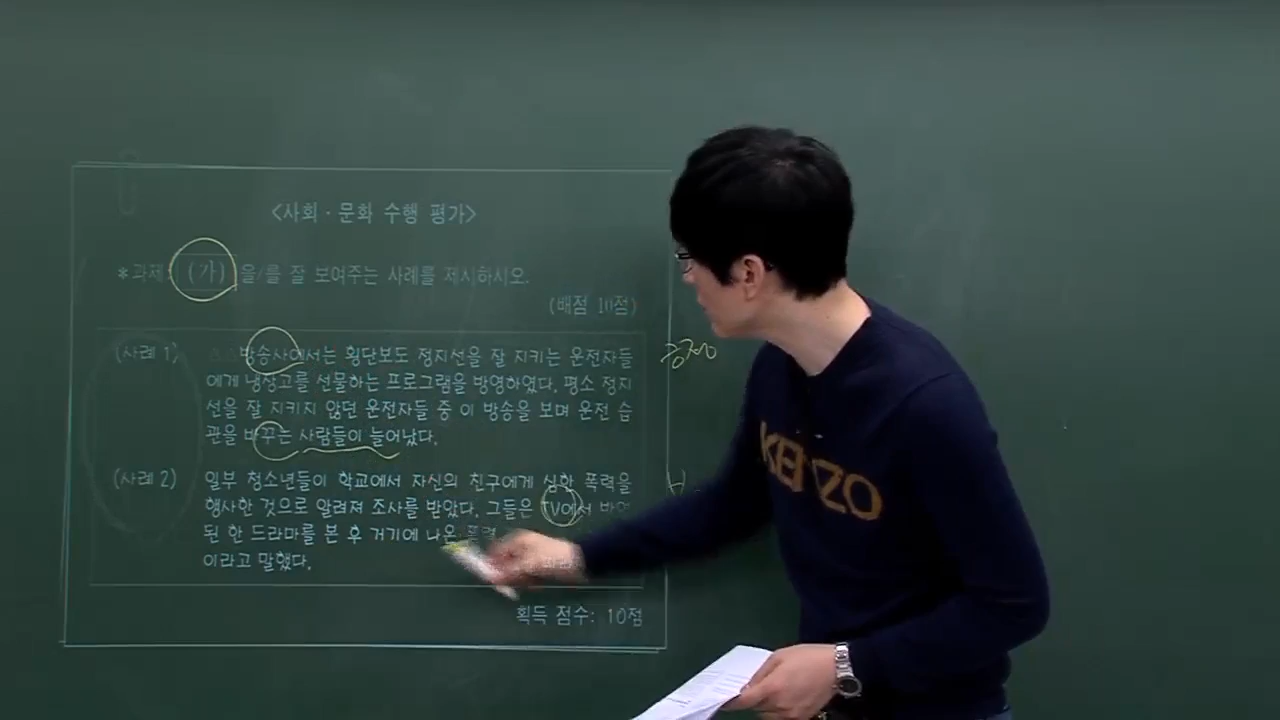 <사회·문화 수행 평가>
*과제 (가) 을/를 잘 보여주는 사례를 제시하시오.
(배점 10점)
(사례 1) 방송사에서는 횡단보도 정지선을 잘 지키는 운전자들
에게 냉장고를 선물하는 프로그램을 방영하였다. 평소 정지
선을 잘 지키지 않던 운전자들 중 이 방송을 보며 운전 습
관을 바꾸는 사람들이 늘어났다.
긍정
(사례 2) 일부 청소년들이 학교에서 자신의 친구에게 심한 폭력을
행사한 것으로 알려져 조사를 받았다. 그들은 TV에서
된 한 드라마를 본 후 거기에 나온
이라고 말했다.
획득 점수: 10점
KENZO